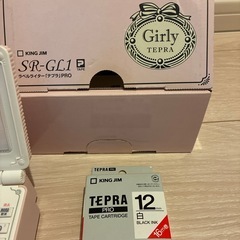 Girly
TEPRA
KING JIM
SR-GL1
ラベルライター「テプラ」PRO
TEPRA
PRO
KING JIM
TAPE CARTRIDGE
12
白
BLACK INK